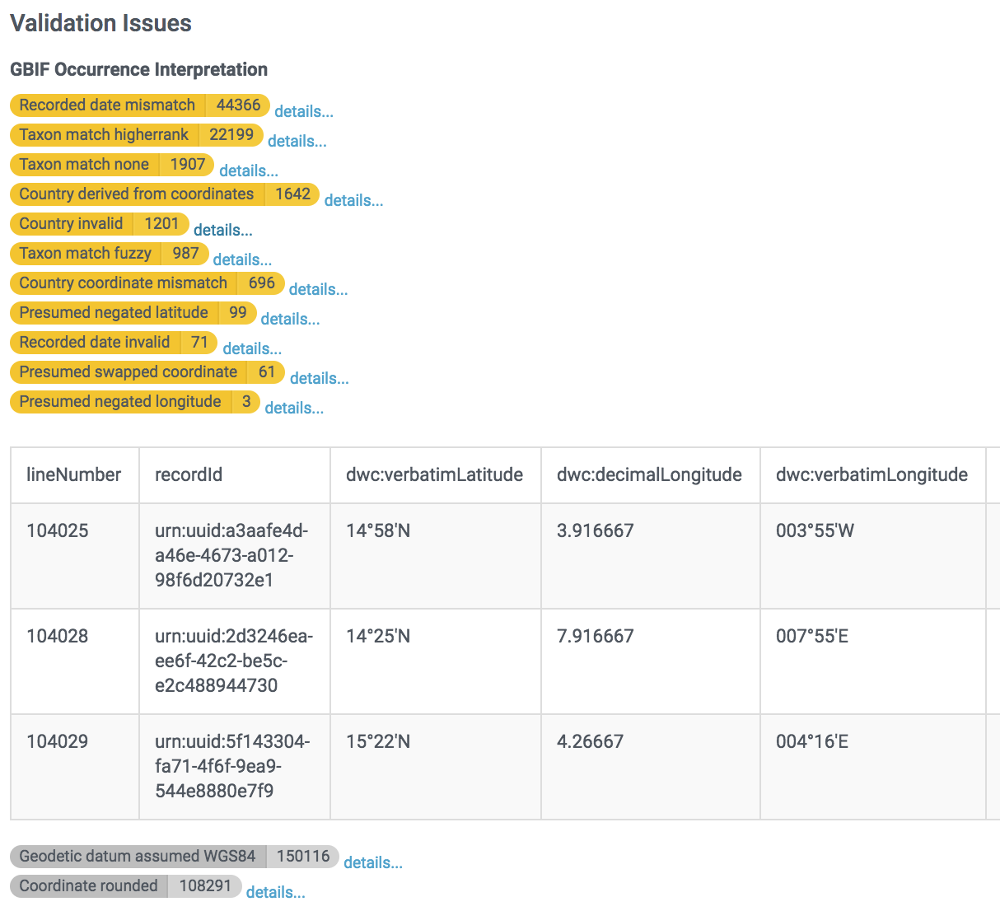 Validation Issues
GBIF Occurrence Interpretation
Recorded date mismatch 44366 details...
Taxon match higherrank 22199 details...
Taxon match none 1907 details...
Country derived from coordinates 1642 details...
Country invalid 1201 details...
Taxon match fuzzy 987 details...
Country coordinate mismatch 696 details...
Presumed negated latitude 99 details...
Recorded date invalid 71 details...
Presumed swapped coordinate 61 details...
Presumed negated longitude 3 details...
lineNumber recordId dwc:verbatimLatitude dwc:decimalLongitude dwc:verbatimLongitude
104025 urn:uuid:a3aafe4d- 14°58'N 3.916667 003°55'W
a46e-4673-a012-
98f6d20732e1
104028 urn:uuid:2d3246ea- 14°25'N 7.916667 007°55'E
ee6f-42c2-be5c-
e2c488944730
104029 urn:uuid:5f143304- 15°22'N 4.26667 004°16'E
fa71-4f6f-9ea9-
544e8880e7f9
Geodetic datum assumed WGS84 150116 details...
Coordinate rounded 108291 details...